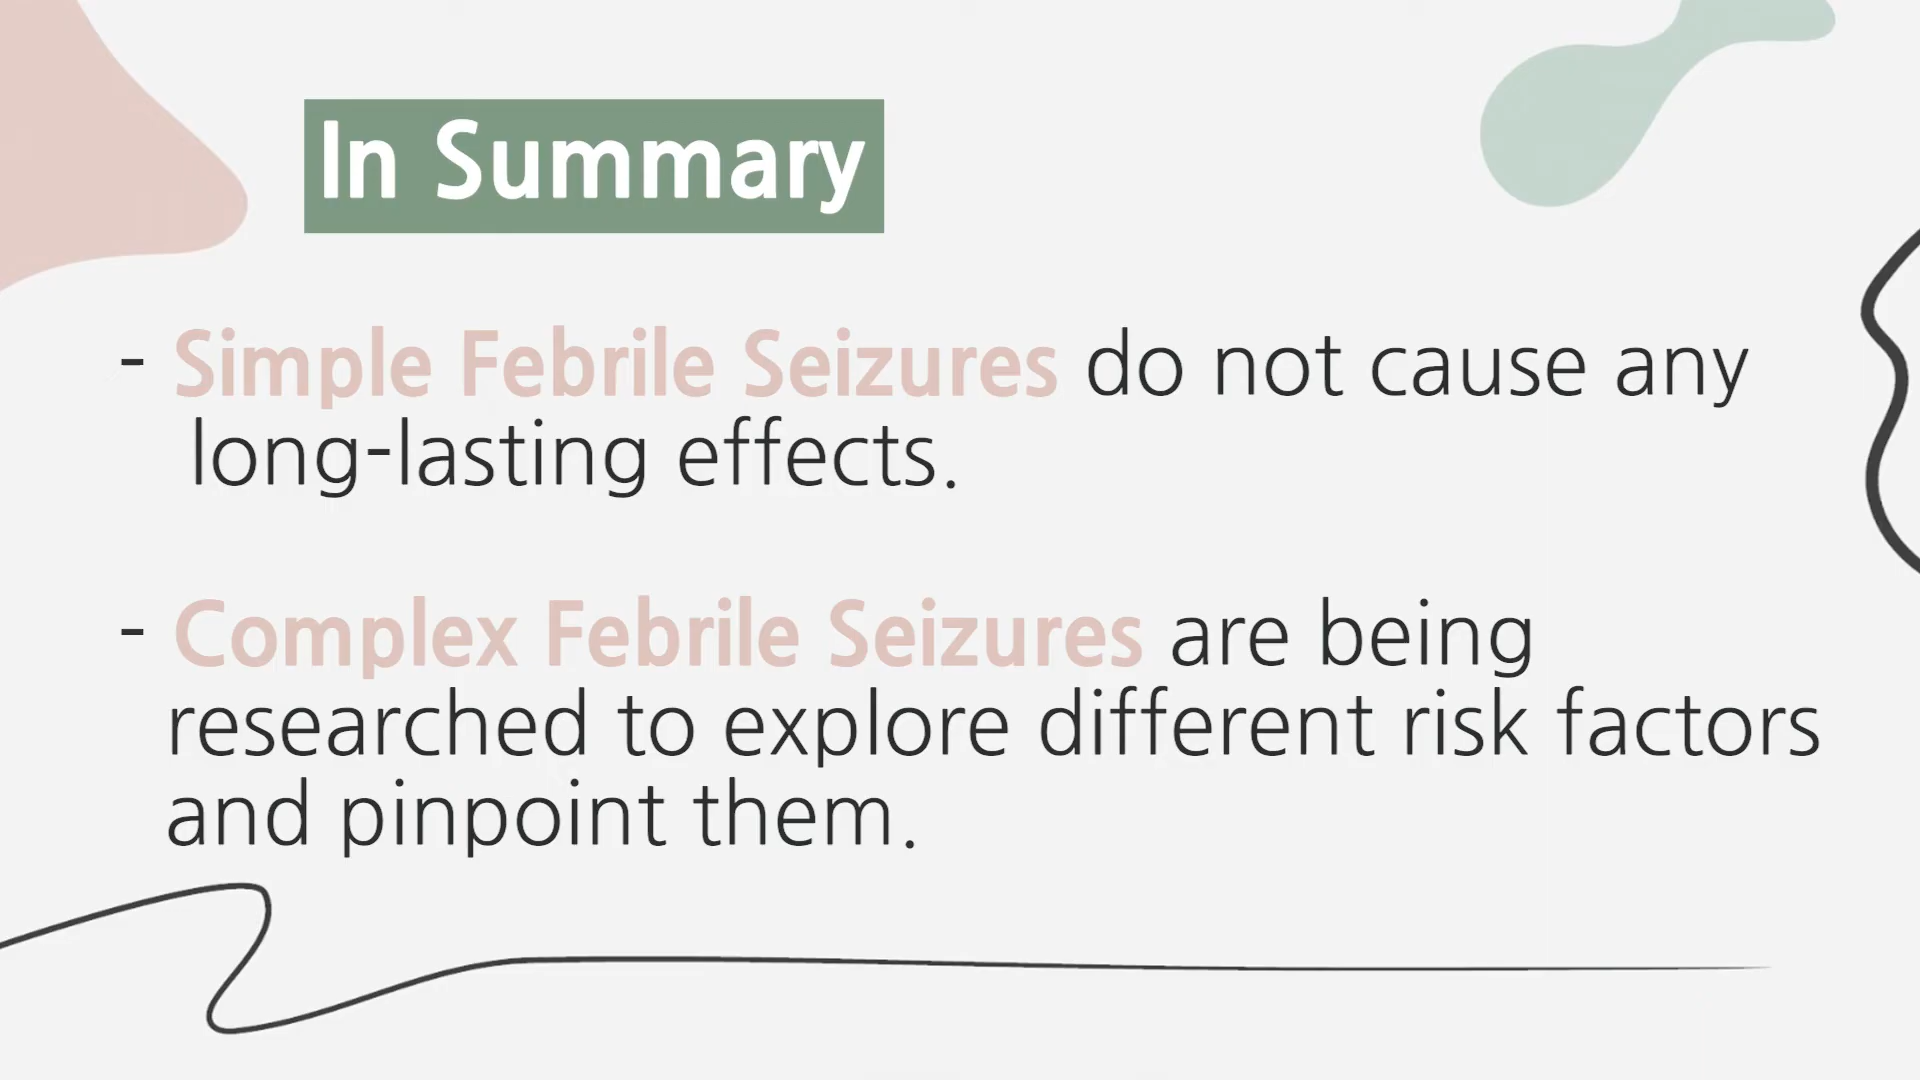 In Summary
- Simple Febrile Seizures do not cause any
long-lasting effects.
- Complex Febrile Seizures are being
researched to explore different risk factors
and pinpoint them.